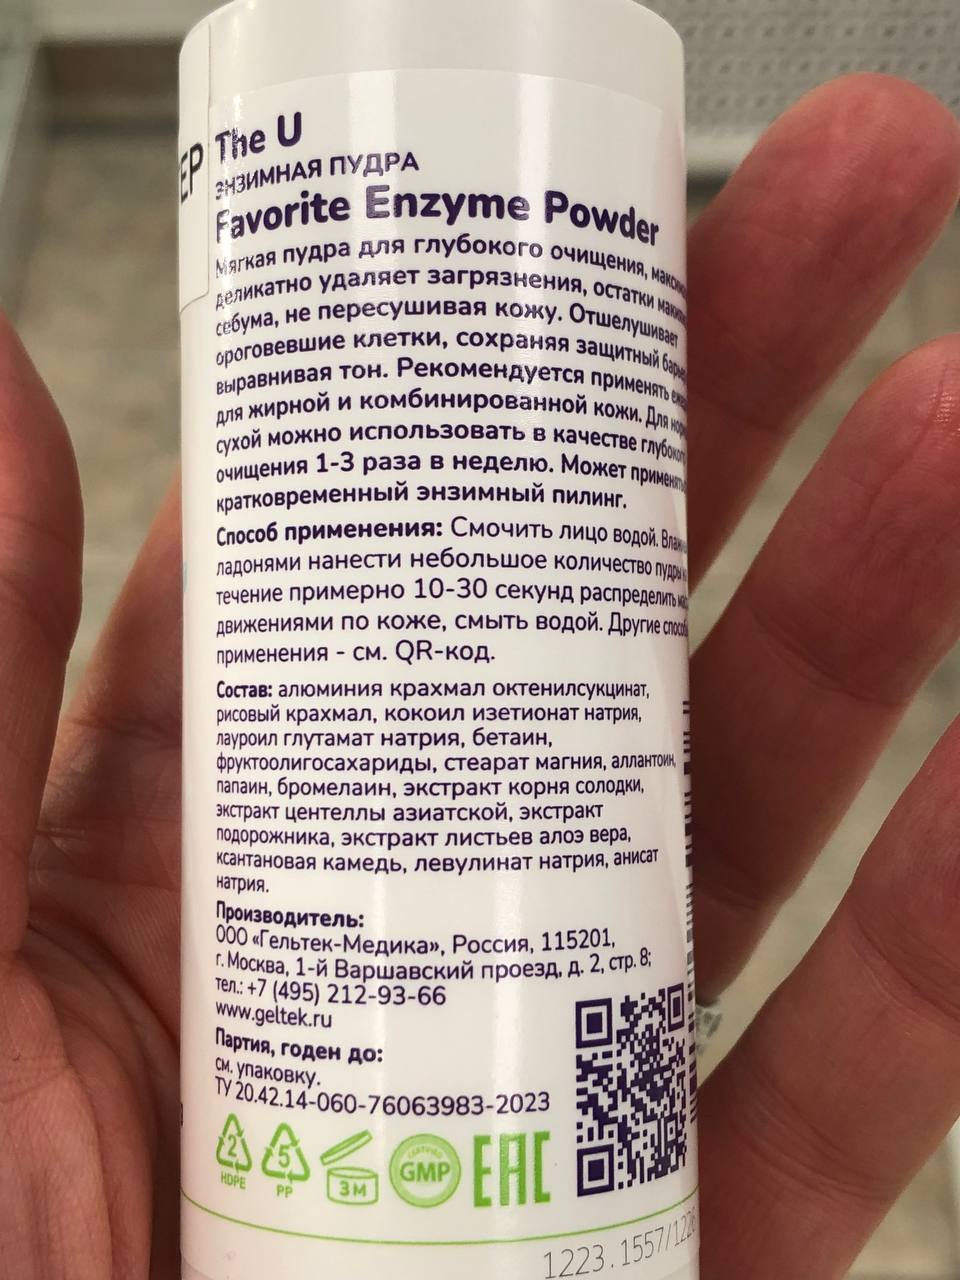 ТЕР
The U
ЭНЗИМНАЯ ПУДРА
Favorite Enzyme Powder
Мягкая пудра для глубокого очищения,
деликатно удаляет загрязнения, остатки
себума, не пересушивая кожу. Отшелушивает
ороговевшие клетки, сохраняя защитный
выравнивая тон. Рекомендуется применять
для жирной и комбинированной кожи. Для
сухой можно использовать в качестве
очищения 1-3 раза в неделю. Может
кратковременный энзимный пилинг.
Способ применения: Смочить лицо водой.
ладонями нанести небольшое количество пудры
течение примерно 10-30 секунд распределить
движениями по коже, смыть водой. Другие
применения - см. QR-код.
Состав: алюминия крахмал октенилсукцинат,
рисовый крахмал, кокоил изетионат натрия,
лауроил глутамат натрия, бетаин,
фруктоолигосахариды, стеарат магния, аллантоин,
папаин, бромелаин, экстракт корня солодки,
экстракт центеллы азиатской, экстракт
подорожника, экстракт листьев алоэ вера,
ксантановая камедь, левулинат натрия, анисат
натрия.
Производитель:
ООО «Гельтек-Медика», Россия, 115201,
г. Москва, 1-й Варшавский проезд, д. 2, стр. 8;
тел.: +7 (495) 212-93-66
www.geltek.ru
Партия, годен до:
см. упаковку.
ТУ 20.42.14-060-76063983-2023
2 HDPE
5 PP
3 М
CERTIFIED GMP
EAC
1223.1557/1226